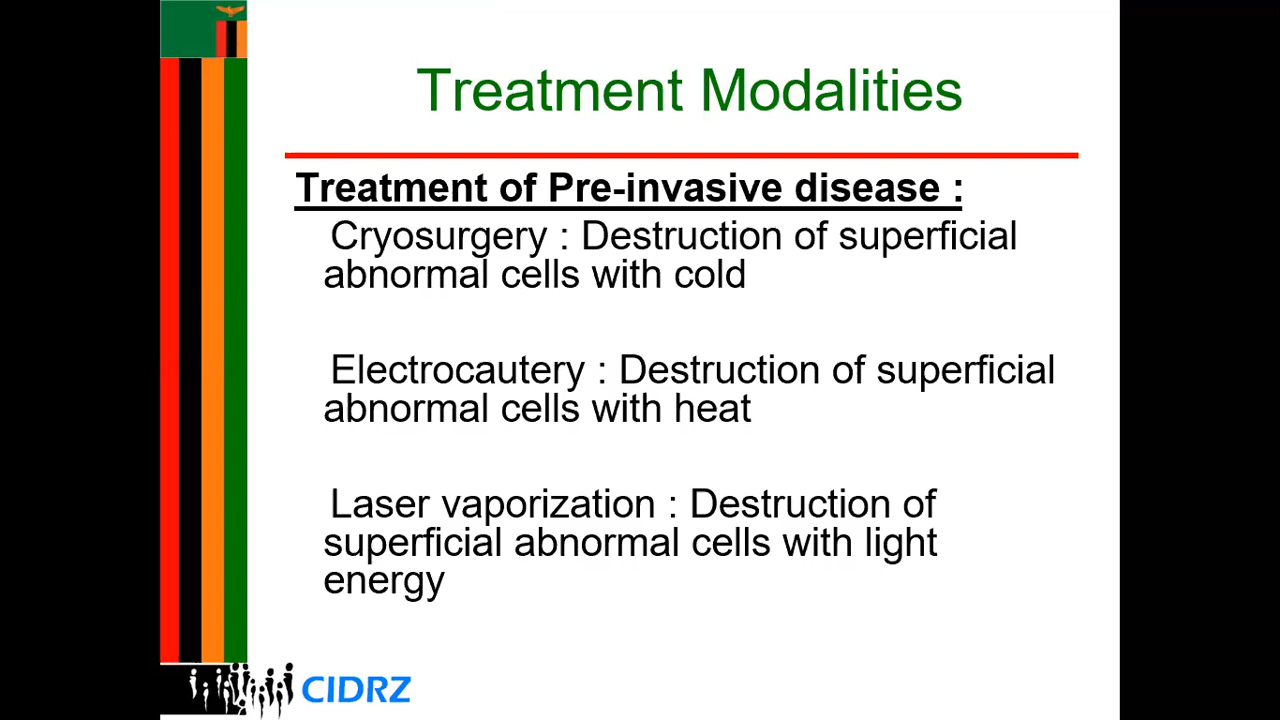 Treatment Modalities
Treatment of Pre-invasive disease :
Cryosurgery : Destruction of superficial
abnormal cells with cold
Electrocautery : Destruction of superficial
abnormal cells with heat
Laser vaporization : Destruction of
superficial abnormal cells with light
energy
CIDRZ